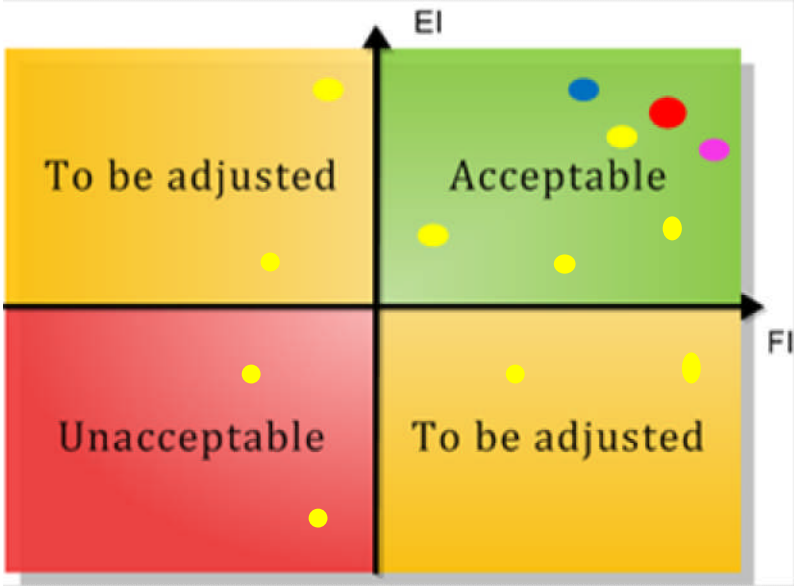 EI
To be adjusted
Acceptable
FI
Unacceptable
To be adjusted